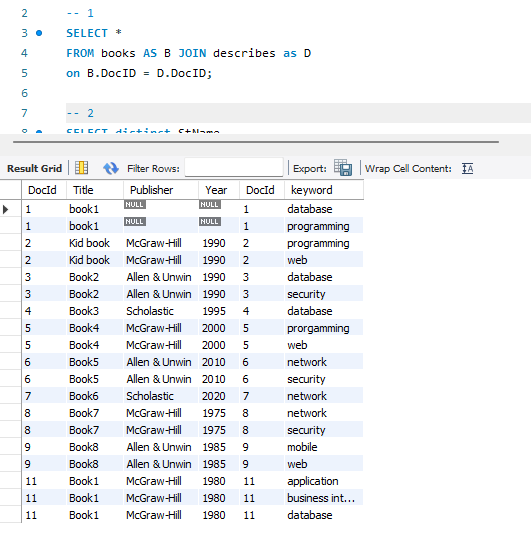 2 -- 1
3 SELECT *
4 FROM books AS B JOIN describes as D
5 on B.DocID = D.DocID;
6
7 -- 2
8 SELECT distinct StName
Result Grid Filter Rows: Export: Wrap Cell Content: IA
DocId Title Publisher Year DocId keyword
1 book1 NULL NULL 1 database
1 book1 NULL NULL 1 programming
2 Kid book McGraw-Hill 1990 2 programming
2 Kid book McGraw-Hill 1990 2 web
3 Book2 Allen & Unwin 1990 3 database
3 Book2 Allen & Unwin 1990 3 security
4 Book3 Scholastic 1995 4 database
5 Book4 McGraw-Hill 2000 5 prorgamming
5 Book4 McGraw-Hill 2000 5 web
6 Book5 Allen & Unwin 2010 6 network
6 Book5 Allen & Unwin 2010 6 security
7 Book6 Scholastic 2020 7 network
8 Book7 McGraw-Hill 1975 8 network
8 Book7 McGraw-Hill 1975 8 security
9 Book8 Allen & Unwin 1985 9 mobile
9 Book8 Allen & Unwin 1985 9 web
11 Book1 McGraw-Hill 1980 11 application
11 Book1 McGraw-Hill 1980 11 business int...
11 Book1 McGraw-Hill 1980 11 database